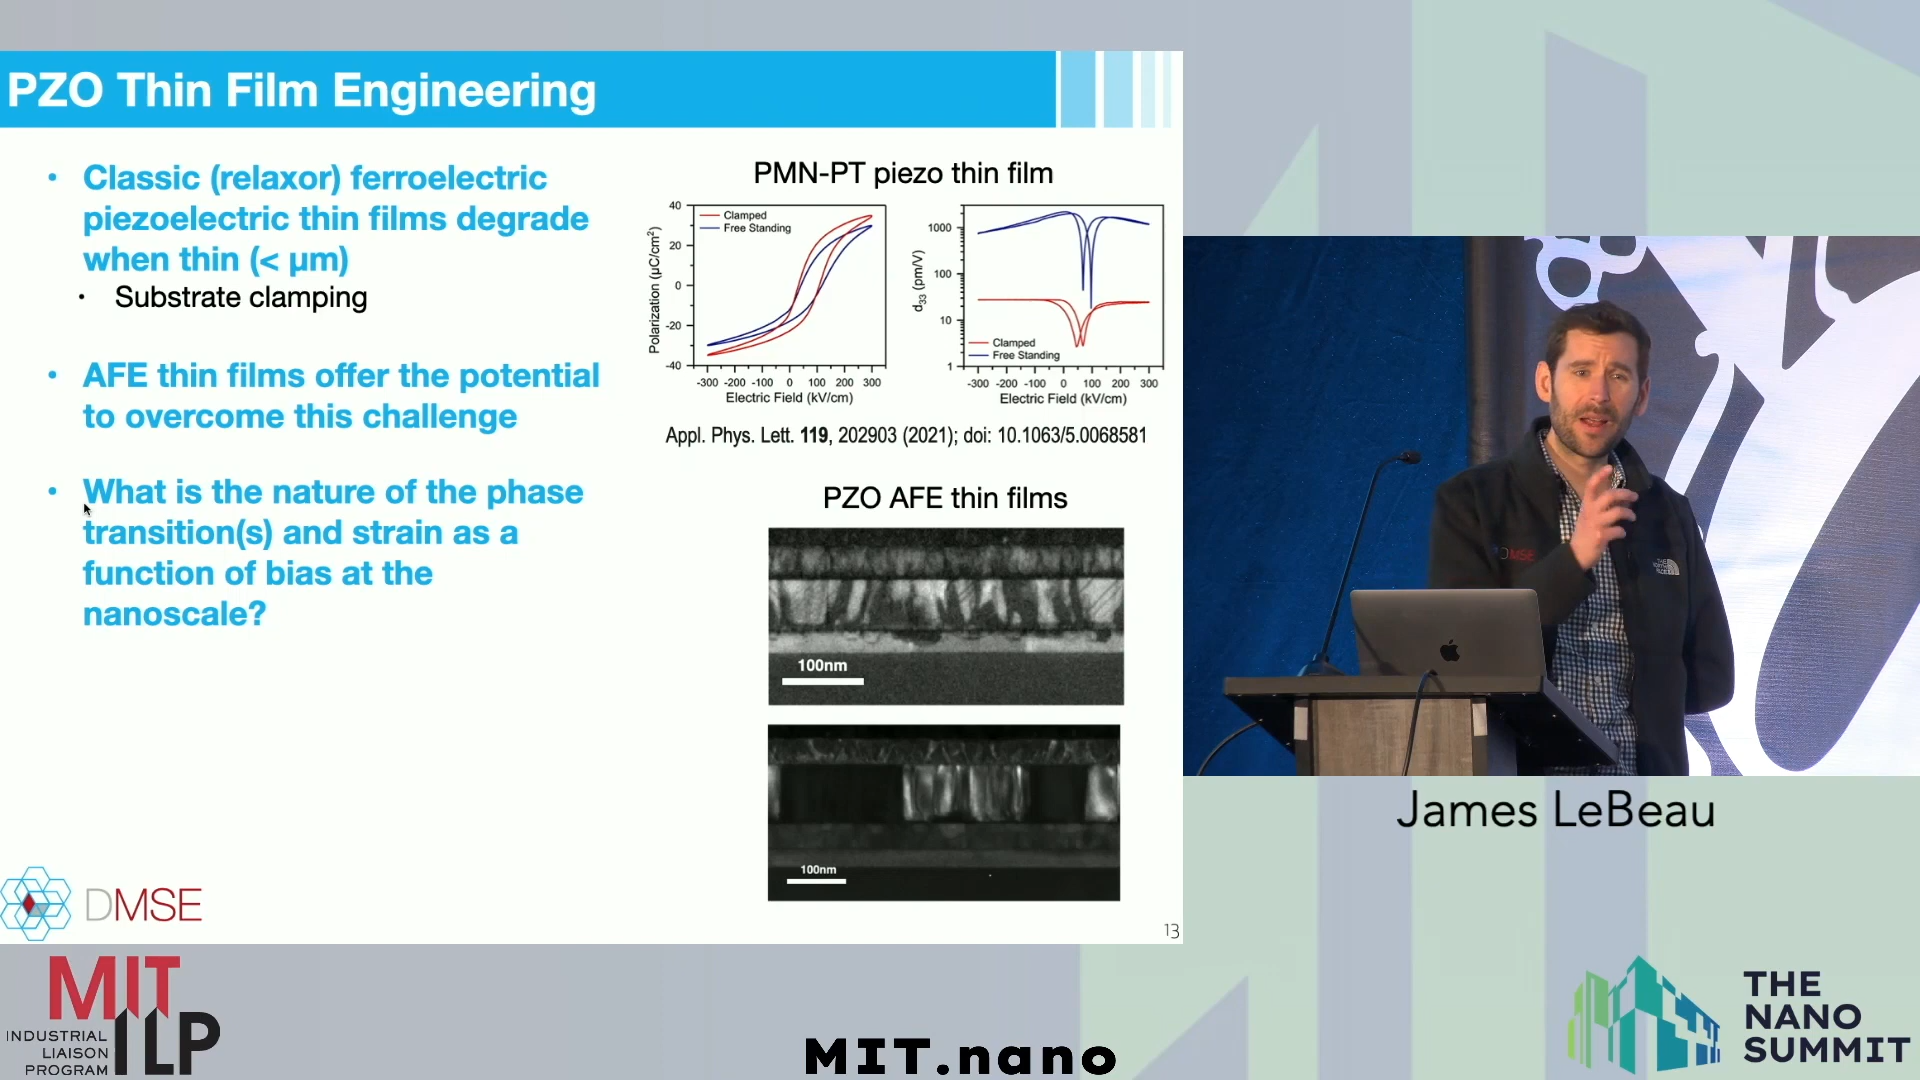 PZO Thin Film Engineering
• Classic (relaxor) ferroelectric
piezoelectric thin films degrade
when thin (< μm)
• Substrate clamping
• AFE thin films offer the potential
to overcome this challenge
• What is the nature of the phase
transition(s) and strain as a
function of bias at the
nanoscale?
PMN-PT piezo thin film
Polarization (μC/cm²)
40
20
0
-20
-40
Clamped
Free Standing
-300 -200 -100 0 100 200 300
Electric Field (kV/cm)
d₃₃ (pm/V)
1000
100
10
1
Clamped
Free Standing
-300 -200 -100 0 100 200 300
Electric Field (kV/cm)
Appl. Phys. Lett. 119, 202903 (2021); doi: 10.1063/5.0068581
PZO AFE thin films
100nm
100nm
DMSE
13
DMSE
THE NORTH FACE
James LeBeau
MIT
ILP
INDUSTRIAL
LIAISON
PROGRAM
MIT.nano
THE
NANO
SUMMIT